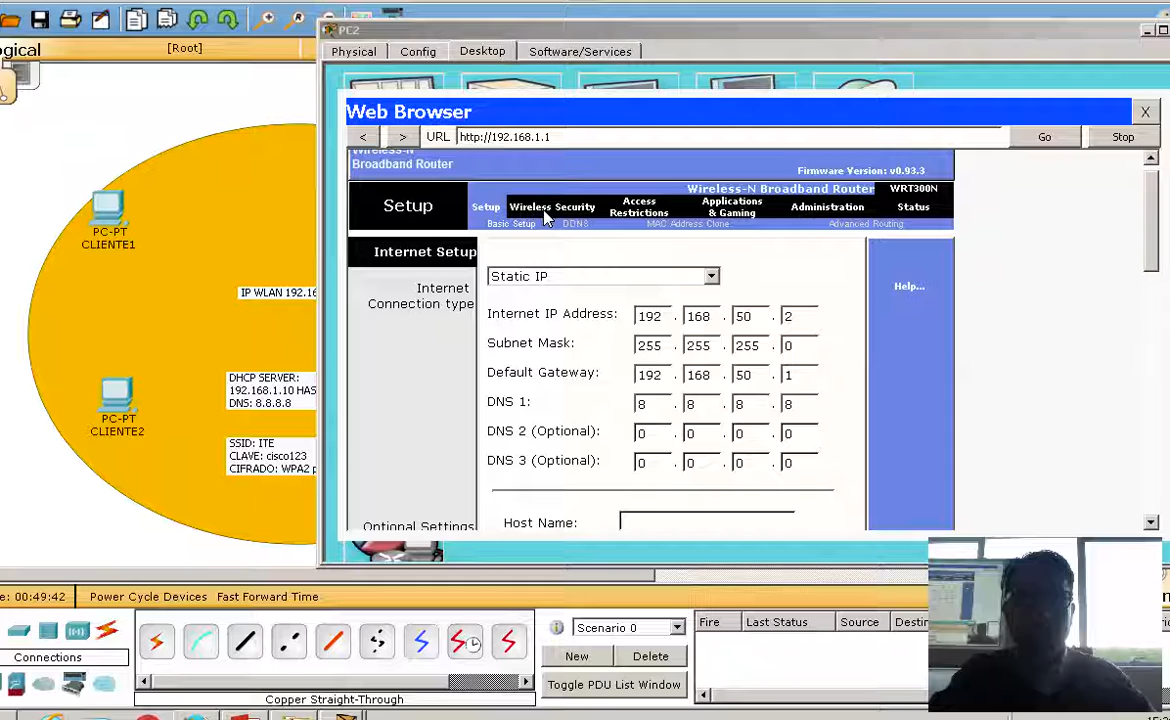 PC2
ogical
[Root]
Physical
Config
Desktop
Software/Services
Web Browser
X
<
>
URL
http://192.168.1.1
Go
Stop
Broadband Router
Firmware Version: v0.93.3
Wireless-N Broadband Router
WRT300N
Setup
Setup
Wireless
Security
Access
Restrictions
Applications
& Gaming
Administration
Status
Basic Setup
DDNS
MAC Address Clone
Advanced Routing
Internet Setup
Internet
Connection type
Static IP
Help...
Internet IP Address: 192 . 168 . 50 . 2
Subnet Mask: 255 . 255 . 255 . 0
Default Gateway: 192 . 168 . 50 . 1
DNS 1: 8 . 8 . 8 . 8
DNS 2 (Optional): 0 . 0 . 0 . 0
DNS 3 (Optional): 0 . 0 . 0 . 0
Optional Settings
Host Name:
PC-PT
CLIENTE1
IP WLAN 192.16
DHCP SERVER:
192.168.1.10 HAS
DNS: 8.8.8.8
PC-PT
CLIENTE2
SSID: ITE
CLAVE: cisco123
CIFRADO: WPA2 p
e: 00:49:42
Power Cycle Devices
Fast Forward Time
Connections
Copper Straight-Through
Scenario 0
New
Delete
Toggle PDU List Window
Fire
Last Status
Source
Destin